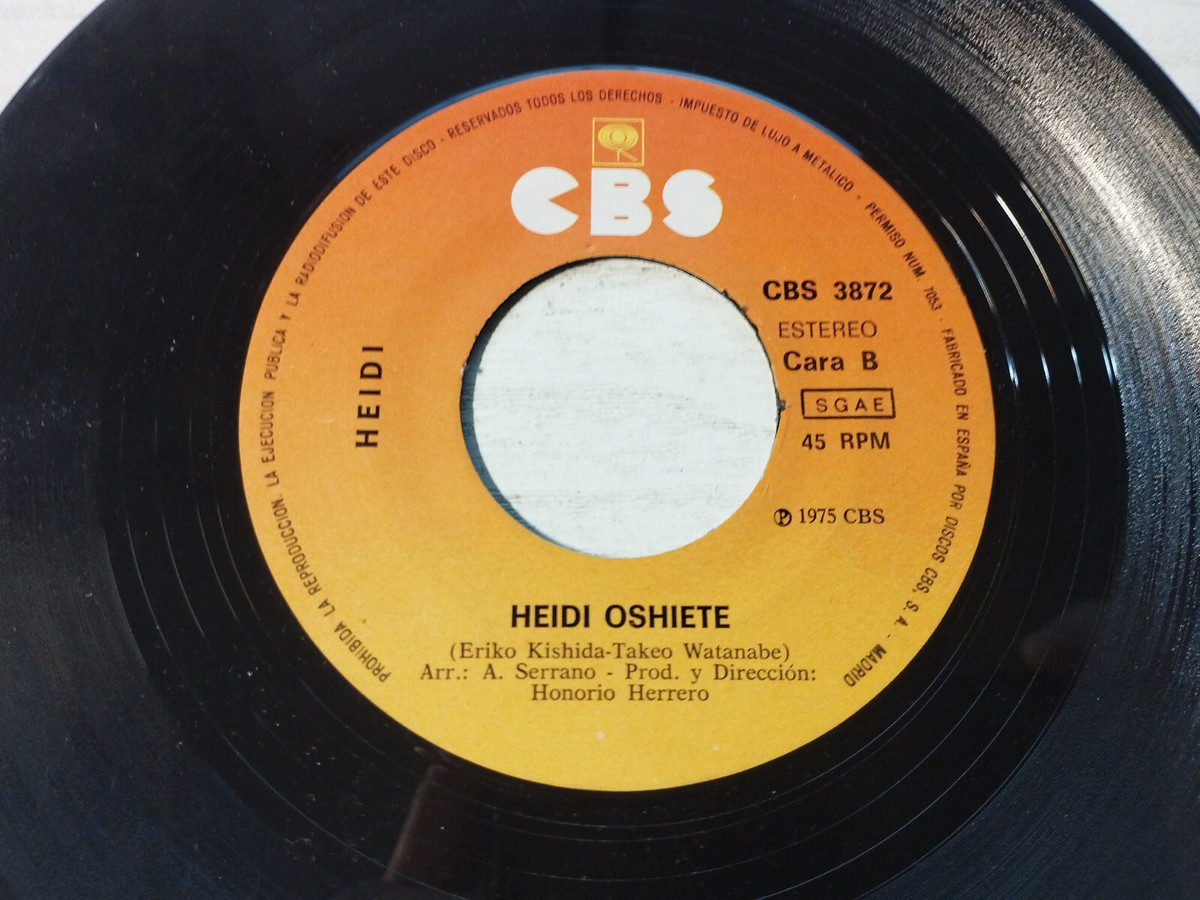 PROHIBIDA LA REPRODUCCION, LA EJECUCION PUBLICA Y LA RADIODIFUSION DE ESTE DISCO - RESERVADOS TODOS LOS DERECHOS - IMPUESTO DE LUJO A METALICO - PERMISO NUM. 1053 - FABRICADO EN ESPAÑA POR DISCOS CBS, S. A. - MADRID
CBS
HEIDI
CBS 3872
ESTEREO
Cara B
SGAE
45 RPM
℗ 1975 CBS
HEIDI OSHIETE
(Eriko Kishida-Takeo Watanabe)
Arr.: A. Serrano - Prod. y Dirección:
Honorio Herrero